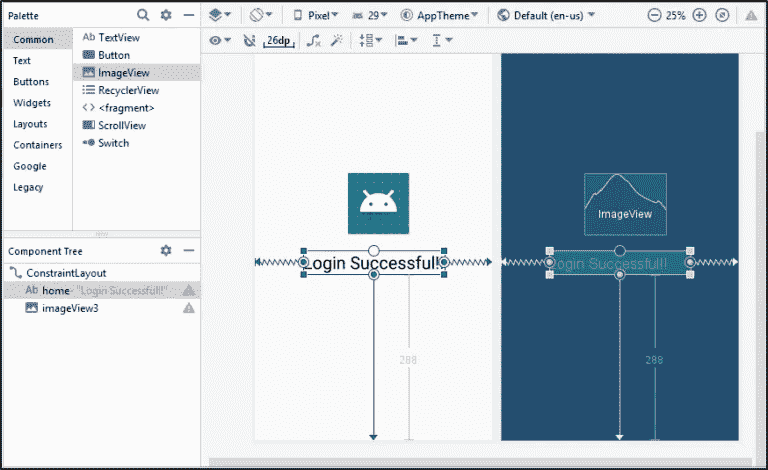 Palette
Pixel
29
AppTheme
Default (en-us)
25%
26dp
Common
Text
Buttons
Widgets
Layouts
Containers
Google
Legacy
Ab TextView
Button
ImageView
RecyclerView
<fragment>
ScrollView
Switch
Component Tree
ConstraintLayout
Ab home "Login Successful!!"
imageView3
Login Successful!!
288
ImageView
Login Successful!!
288